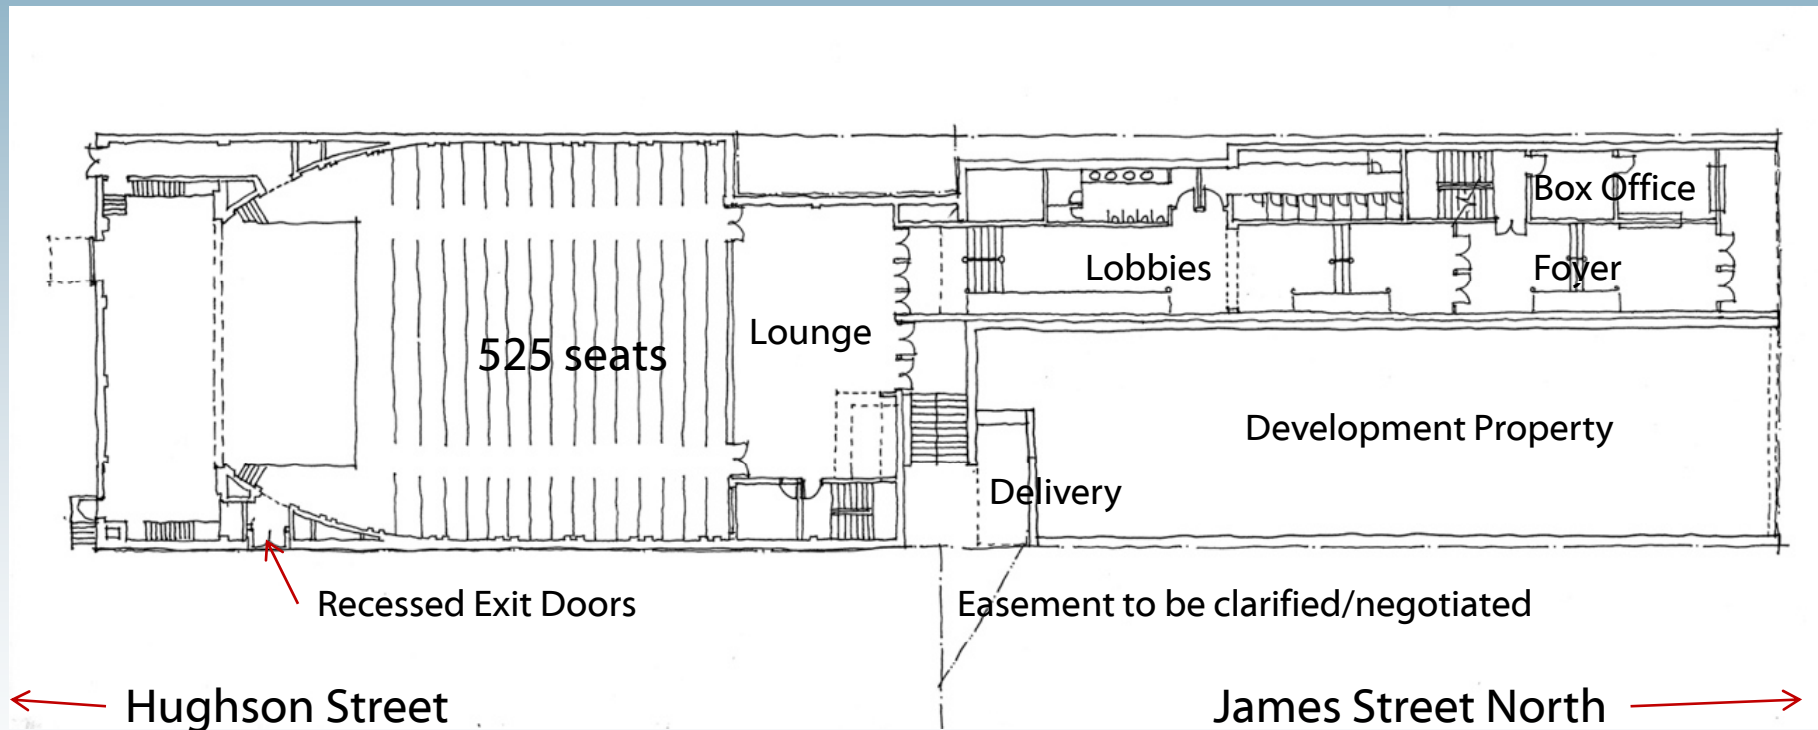 Box Office
Lobbies
Foyer
Lounge
525 seats
Development Property
Delivery
Recessed Exit Doors
Easement to be clarified/negotiated
Hughson Street
James Street North